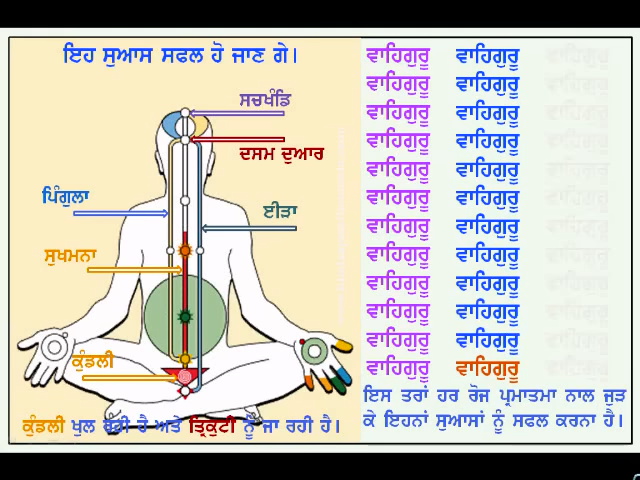 ਇਹ ਸੁਆਸ ਸਫਲ ਹੋ ਜਾਣ ਗੇ।
ਸਚਖੰਡਿ
ਦਸਮ ਦੁਆਰ
ਪਿੰਗੁਲਾ
ਈੜਾ
ਸੁਖਮਨਾ
ਕੁੰਡਲੀ
ਕੁੰਡਲੀ ਖੁਲ ਰਹੀ ਹੈ ਅਤੇ ਤ੍ਰਿਕੁਟੀ ਨੂੰ ਜਾ ਰਹੀ ਹੈ।
ਵਾਹਿਗੁਰੂ ਵਾਹਿਗੁਰੂ ਵਾਹਿਗੁਰੂ
ਵਾਹਿਗੁਰੂ ਵਾਹਿਗੁਰੂ ਵਾਹਿਗੁਰੂ
ਵਾਹਿਗੁਰੂ ਵਾਹਿਗੁਰੂ ਵਾਹਿਗੁਰੂ
ਵਾਹਿਗੁਰੂ ਵਾਹਿਗੁਰੂ ਵਾਹਿਗੁਰੂ
ਵਾਹਿਗੁਰੂ ਵਾਹਿਗੁਰੂ ਵਾਹਿਗੁਰੂ
ਵਾਹਿਗੁਰੂ ਵਾਹਿਗੁਰੂ ਵਾਹਿਗੁਰੂ
ਵਾਹਿਗੁਰੂ ਵਾਹਿਗੁਰੂ ਵਾਹਿਗੁਰੂ
ਵਾਹਿਗੁਰੂ ਵਾਹਿਗੁਰੂ ਵਾਹਿਗੁਰੂ
ਵਾਹਿਗੁਰੂ ਵਾਹਿਗੁਰੂ ਵਾਹਿਗੁਰੂ
ਵਾਹਿਗੁਰੂ ਵਾਹਿਗੁਰੂ ਵਾਹਿਗੁਰੂ
ਵਾਹਿਗੁਰੂ ਵਾਹਿਗੁਰੂ ਵਾਹਿਗੁਰੂ
ਵਾਹਿਗੁਰੂ ਵਾਹਿਗੁਰੂ ਵਾਹਿਗੁਰੂ
ਇਸ ਤਰਾਂ ਹਰ ਰੋਜ ਪ੍ਰਮਾਤਮਾ ਨਾਲ ਜੁੜ
ਕੇ ਇਹਨਾਂ ਸੁਆਸਾਂ ਨੂੰ ਸਫਲ ਕਰਨਾ ਹੈ।